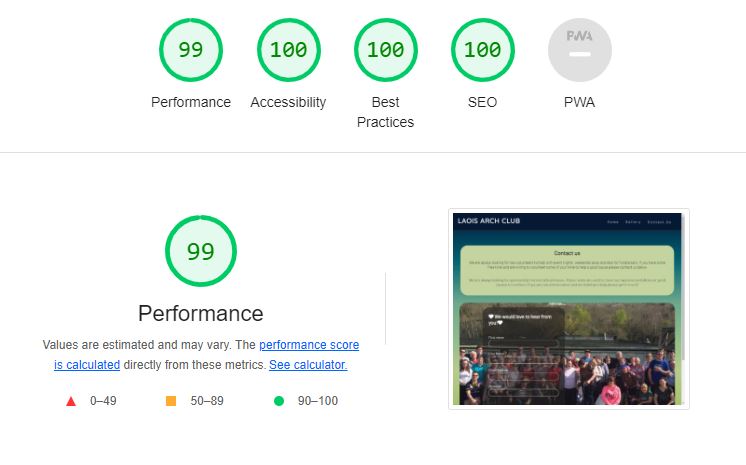 99
100
100
100
PWA
Performance
Accessibility
Best
Practices
SEO
PWA
99
Performance
Values are estimated and may vary. The performance score
is calculated directly from these metrics. See calculator.
0–49
50–89
90–100
LAOIS ARCH CLUB
Home Gallery Contact Us
Contact us
We would love to hear from
you!